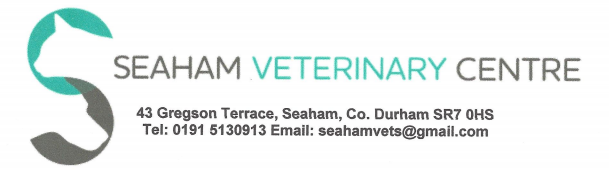 SEAHAM VETERINARY CENTRE
43 Gregson Terrace, Seaham, Co. Durham SR7 0HS
Tel: 0191 5130913 Email: seahamvets@gmail.com